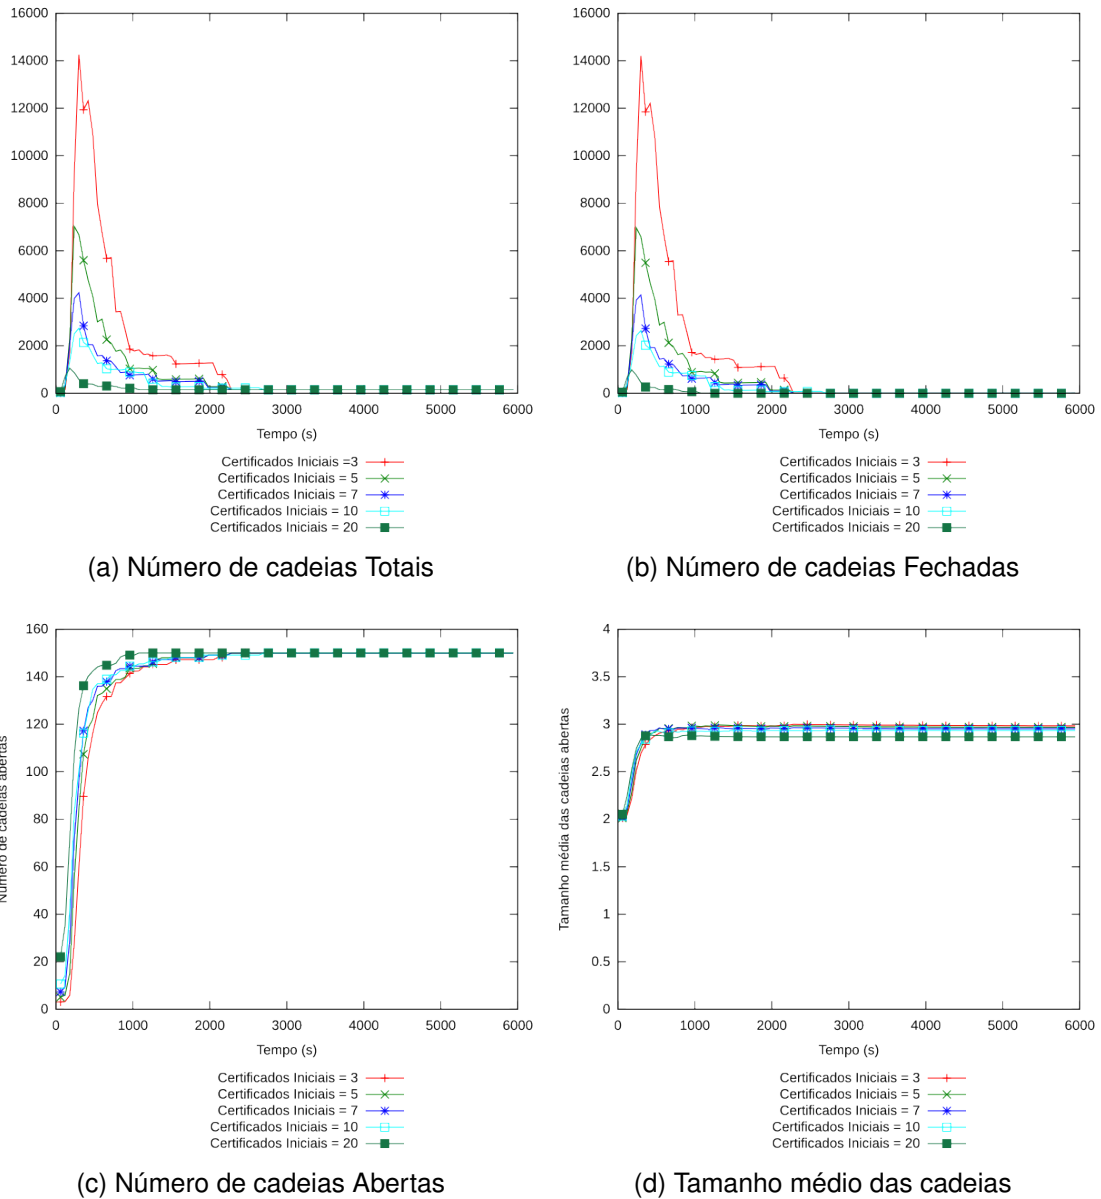 16000
14000
12000
10000
8000
6000
4000
2000
0
0 1000 2000 3000 4000 5000 6000
Tempo (s)
Certificados Iniciais =3
Certificados Iniciais = 5
Certificados Iniciais = 7
Certificados Iniciais = 10
Certificados Iniciais = 20
(a) Número de cadeias Totais
16000
14000
12000
10000
8000
6000
4000
2000
0
0 1000 2000 3000 4000 5000 6000
Tempo (s)
Certificados Iniciais = 3
Certificados Iniciais = 5
Certificados Iniciais = 7
Certificados Iniciais = 10
Certificados Iniciais = 20
(b) Número de cadeias Fechadas
Número de cadeias abertas
160
140
120
100
80
60
40
20
0
0 1000 2000 3000 4000 5000 6000
Tempo (s)
Certificados Iniciais = 3
Certificados Iniciais = 5
Certificados Iniciais = 7
Certificados Iniciais = 10
Certificados Iniciais = 20
(c) Número de cadeias Abertas
Tamanho média das cadeias abertas
4
3.5
3
2.5
2
1.5
1
0.5
0
0 1000 2000 3000 4000 5000 6000
Tempo (s)
Certificados Iniciais = 3
Certificados Iniciais = 5
Certificados Iniciais = 7
Certificados Iniciais = 10
Certificados Iniciais = 20
(d) Tamanho médio das cadeias